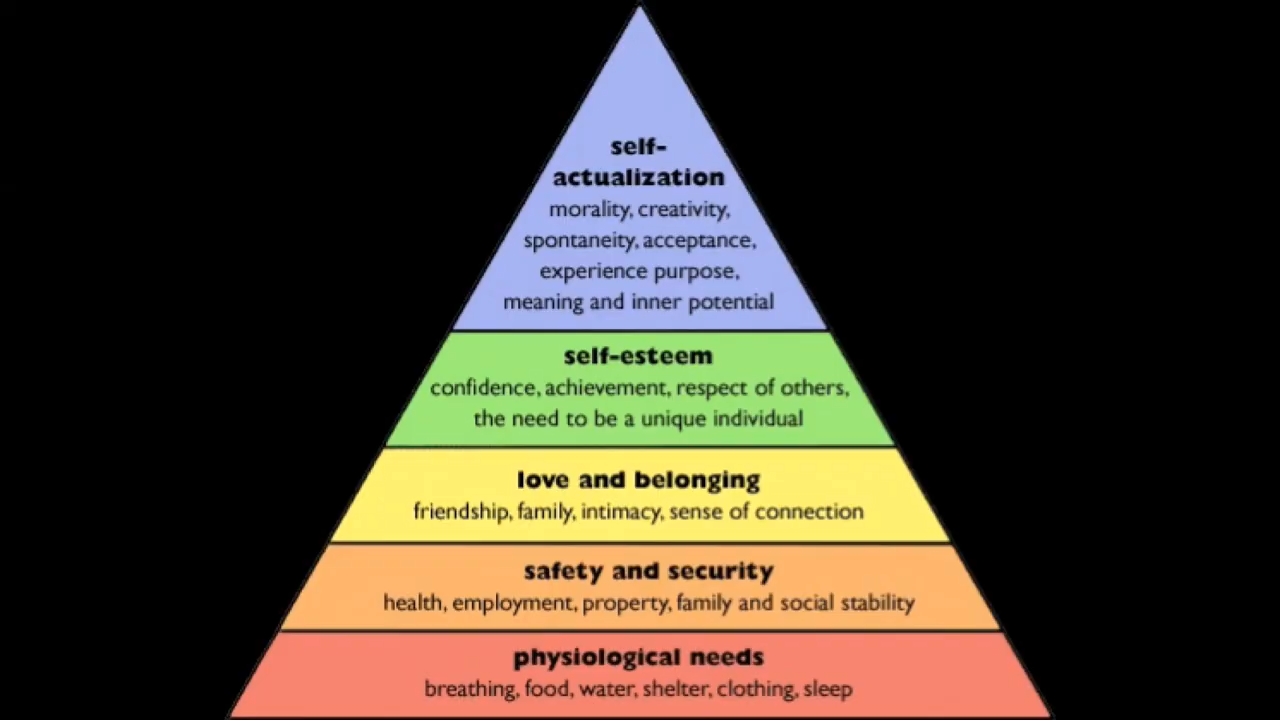 self-
actualization
morality, creativity,
spontaneity, acceptance,
experience purpose,
meaning and inner potential
self-esteem
confidence, achievement, respect of others,
the need to be a unique individual
love and belonging
friendship, family, intimacy, sense of connection
safety and security
health, employment, property, family and social stability
physiological needs
breathing, food, water, shelter, clothing, sleep